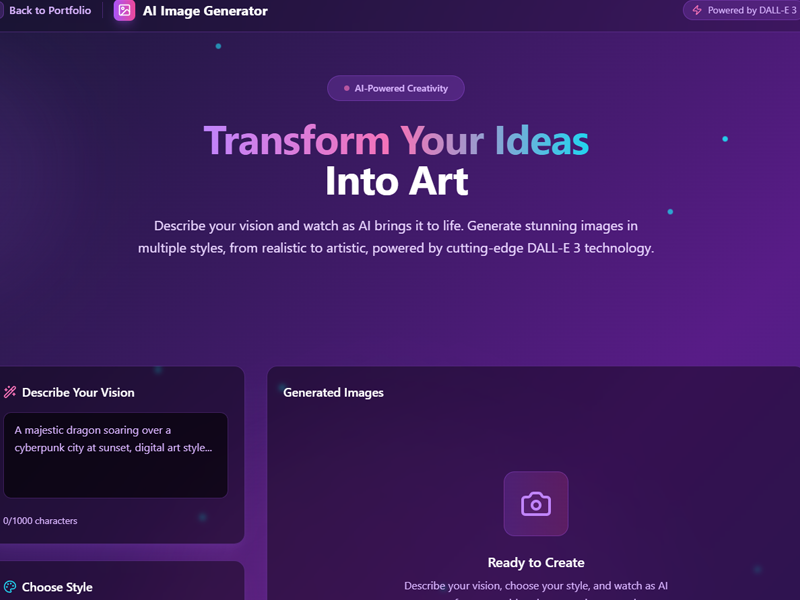 Back to Portfolio
AI Image Generator
Powered by DALL-E 3
AI-Powered Creativity
Transform Your Ideas
Into Art
Describe your vision and watch as AI brings it to life. Generate stunning images in
multiple styles, from realistic to artistic, powered by cutting-edge DALL-E 3 technology.
Describe Your Vision
A majestic dragon soaring over a
cyberpunk city at sunset, digital art style...
0/1000 characters
Choose Style
Generated Images
Ready to Create
Describe your vision, choose your style, and watch as AI